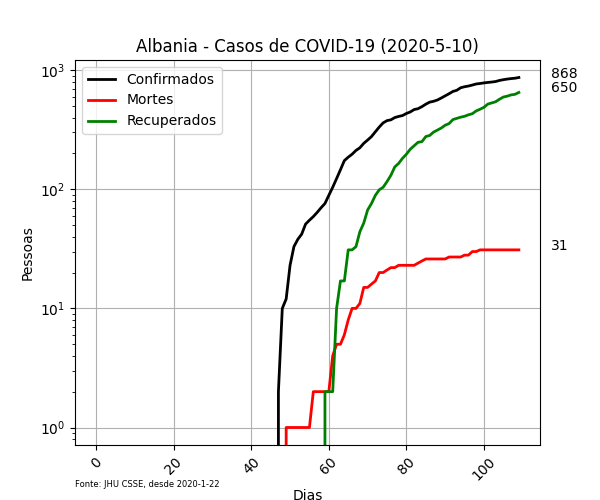 Albania - Casos de COVID-19 (2020-5-10)
Confirmados
Mortes
Recuperados
868
650
31
Pessoas
10³
10²
10¹
10⁰
0
20
40
60
80
100
Fonte: JHU CSSE, desde 2020-1-22
Dias